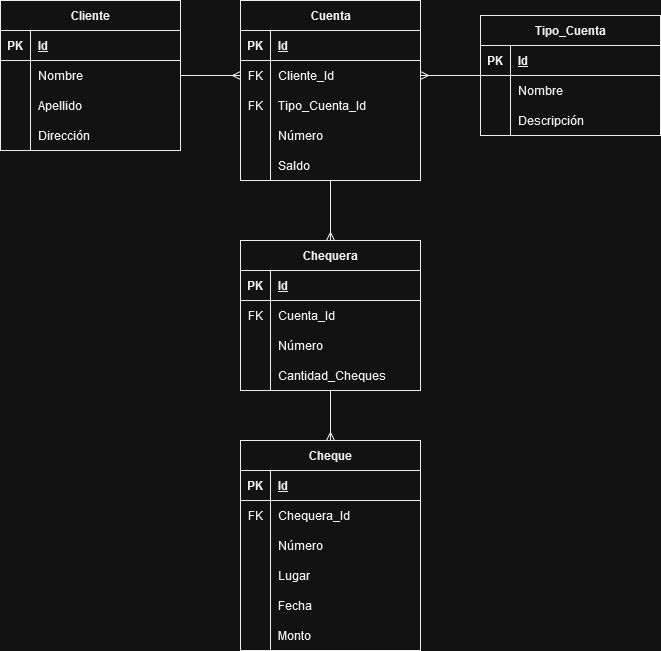 Cliente
PK Id
Nombre
Apellido
Dirección
Cuenta
PK Id
FK Cliente_Id
FK Tipo_Cuenta_Id
Número
Saldo
Tipo_Cuenta
PK Id
Nombre
Descripción
Chequera
PK Id
FK Cuenta_Id
Número
Cantidad_Cheques
Cheque
PK Id
FK Chequera_Id
Número
Lugar
Fecha
Monto